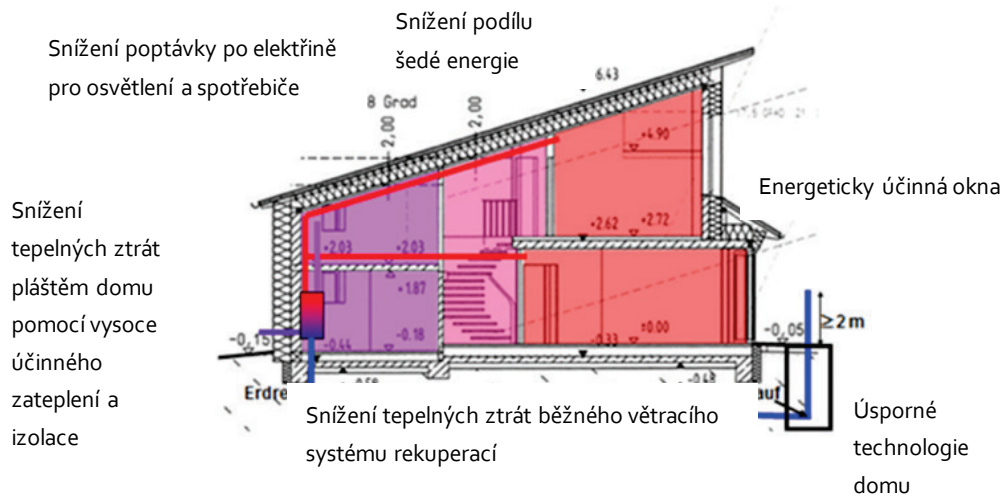 Snížení podílu
šedé energie
Snížení poptávky po elektřině
pro osvětlení a spotřebiče
6.43
8 Grad
2,00
2,00
+4.90
Energeticky účinná okna
Snížení
tepelných ztrát
pláštěm domu
pomocí vysoce
účinného
zateplení a
izolace
+2.62
+2.72
+2.03
+2.03
+1.87
-0.18
-0.44
-0.33
±0.00
-0,15
-0,05
≥2m
Snížení tepelných ztrát běžného větracího
systému rekuperací
Úsporné
technologie
domu